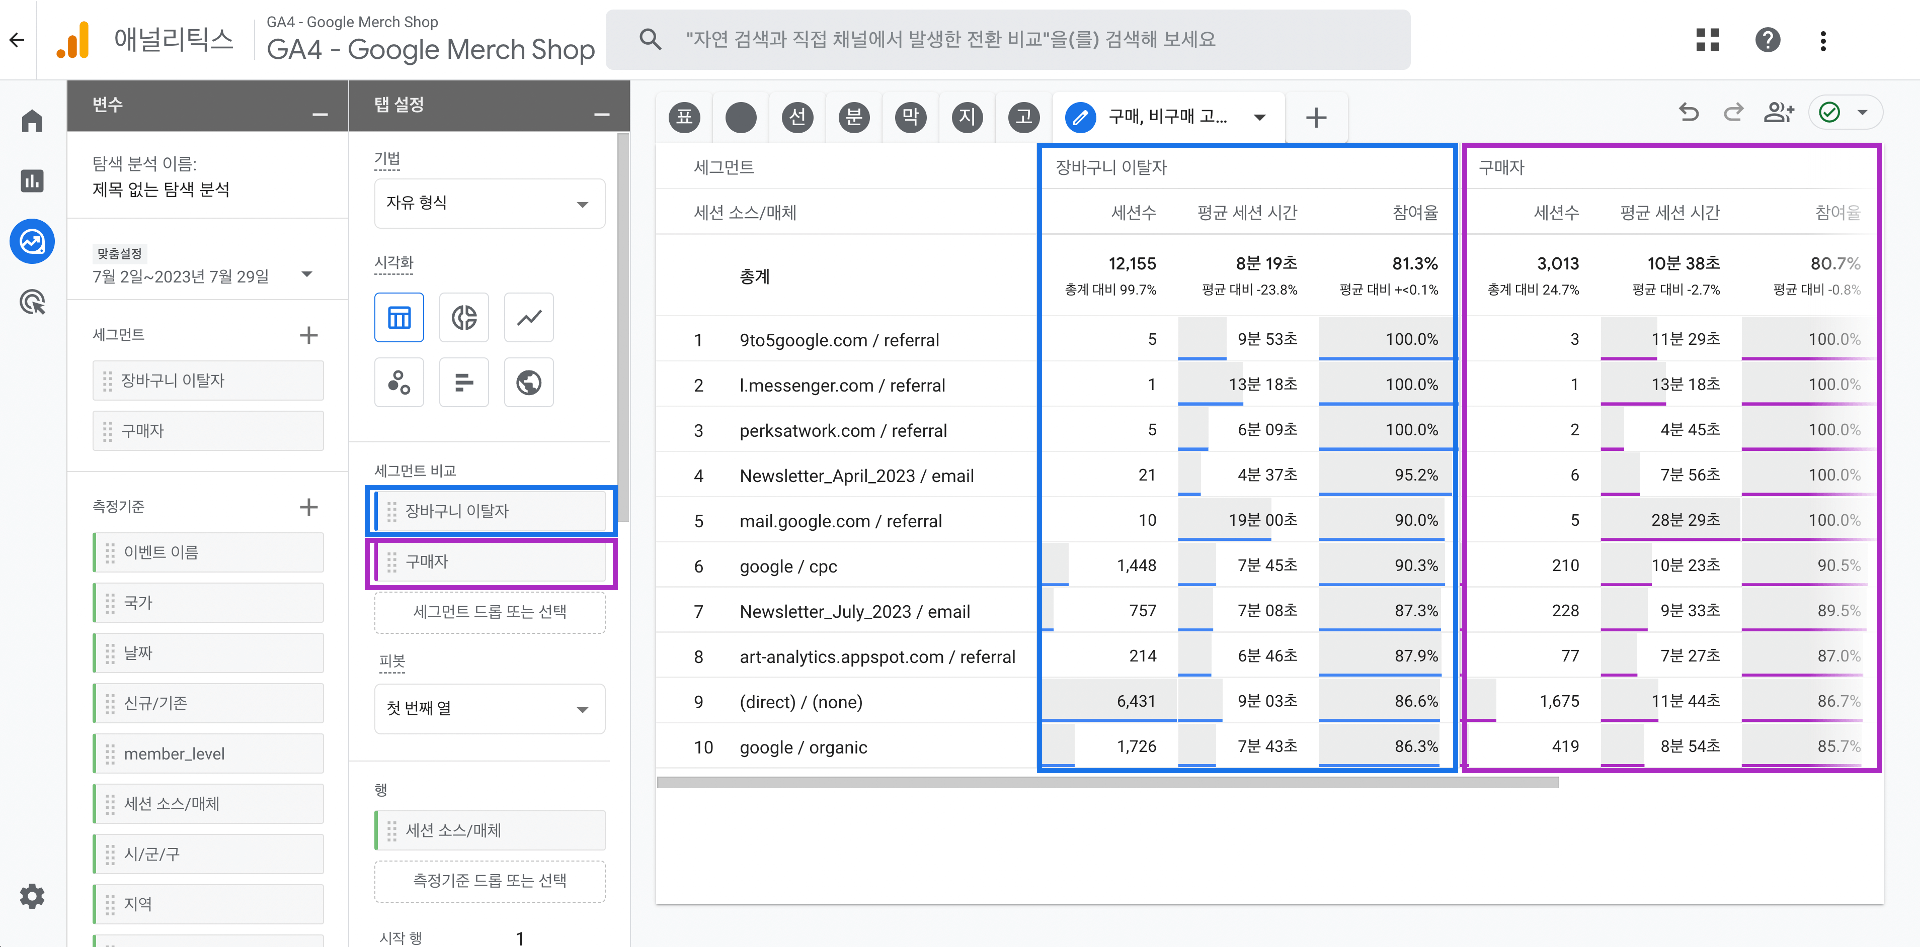 애널리틱스
GA4 - Google Merch Shop
GA4 - Google Merch Shop
"자연 검색과 직접 채널에서 발생한 전환 비교"을(를) 검색해 보세요
변수
탐색 분석 이름:
제목 없는 탐색 분석
맞춤설정
7월 2일~2023년 7월 29일
세그먼트
장바구니 이탈자
구매자
측정기준
이벤트 이름
국가
날짜
신규/기존
member_level
세션 소스/매체
시/군/구
지역
탭 설정
기법
자유 형식
시각화
세그먼트 비교
장바구니 이탈자
구매자
세그먼트 드롭 또는 선택
피봇
첫 번째 열
행
세션 소스/매체
측정기준 드롭 또는 선택
시작 행 1
표 선 분 막 지 고 구매, 비구매 고...
세그먼트 장바구니 이탈자 구매자
세션 소스/매체 세션수 평균 세션 시간 참여율 세션수 평균 세션 시간 참여율
총계 12,155 8분 19초 81.3% 3,013 10분 38초 80.7%
총계 대비 99.7% 평균 대비 -23.8% 평균 대비 +<0.1% 총계 대비 24.7% 평균 대비 -2.7% 평균 대비 -0.8%
1 9to5google.com / referral 5 9분 53초 100.0% 3 11분 29초 100.0%
2 l.messenger.com / referral 1 13분 18초 100.0% 1 13분 18초 100.0%
3 perksatwork.com / referral 5 6분 09초 100.0% 2 4분 45초 100.0%
4 Newsletter_April_2023 / email 21 4분 37초 95.2% 6 7분 56초 100.0%
5 mail.google.com / referral 10 19분 00초 90.0% 5 28분 29초 100.0%
6 google / cpc 1,448 7분 45초 90.3% 210 10분 23초 90.5%
7 Newsletter_July_2023 / email 757 7분 08초 87.3% 228 9분 33초 89.5%
8 art-analytics.appspot.com / referral 214 6분 46초 87.9% 77 7분 27초 87.0%
9 (direct) / (none) 6,431 9분 03초 86.6% 1,675 11분 44초 86.7%
10 google / organic 1,726 7분 43초 86.3% 419 8분 54초 85.7%